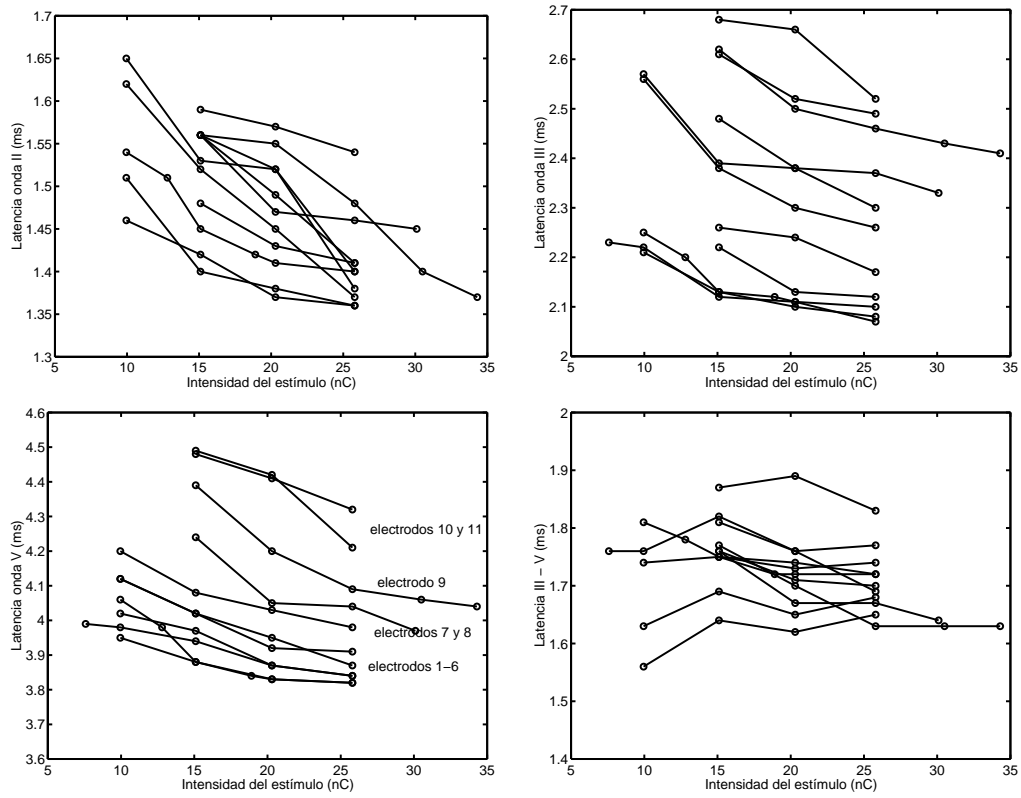 1.7
1.6
1.65
1.55
1.5
1.45
1.4
1.35
1.3
5 10 15 20 25 30 35
Latencia onda II (ms)
Intensidad del estímulo (nC)
2.7
2.6
2.5
2.4
2.3
2.2
2.1
2
5 10 15 20 25 30 35
Latencia onda III (ms)
Intensidad del estímulo (nC)
4.6
4.5
4.4
4.3
4.2
4.1
4
3.9
3.8
3.7
3.6
5 10 15 20 25 30 35
Latencia onda V (ms)
Intensidad del estímulo (nC)
electrodos 10 y 11
electrodo 9
electrodos 7 y 8
electrodos 1−6
2
1.9
1.8
1.7
1.6
1.5
1.4
5 10 15 20 25 30 35
Latencia III − V (ms)
Intensidad del estímulo (nC)